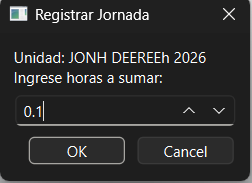 Registrar Jornada
Unidad: JONH DEEREEh 2026
Ingrese horas a sumar:
0.1
OK
Cancel